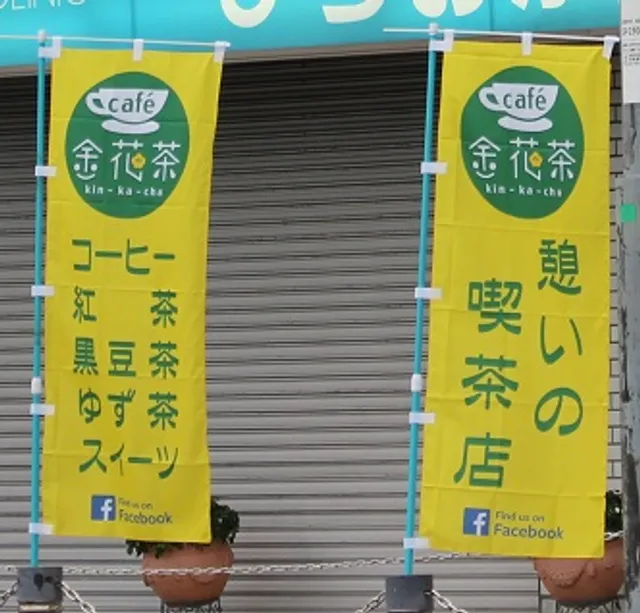 café
金花茶
kin-ka-cha
コーヒー
紅 茶
黒豆茶
ゆず茶
スイーツ
Find us on
Facebook
café
金花茶
kin-ka-cha
憩いの
喫茶店
Find us on
Facebook